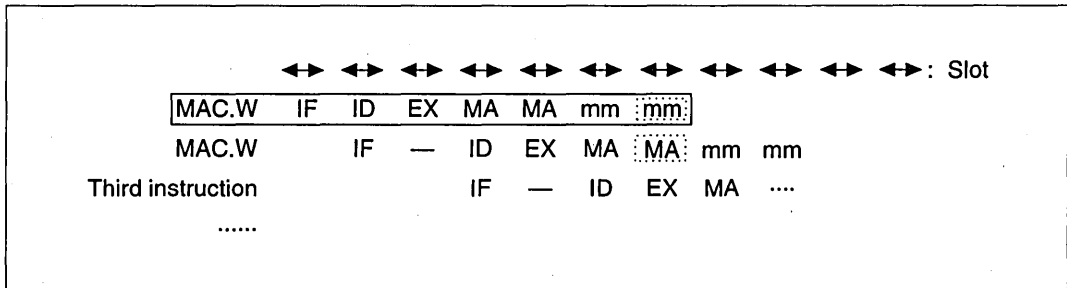 : Slot
MAC.W IF ID EX MA MA mm mm
MAC.W IF — ID EX MA MA mm mm
Third instruction IF — ID EX MA ....
......